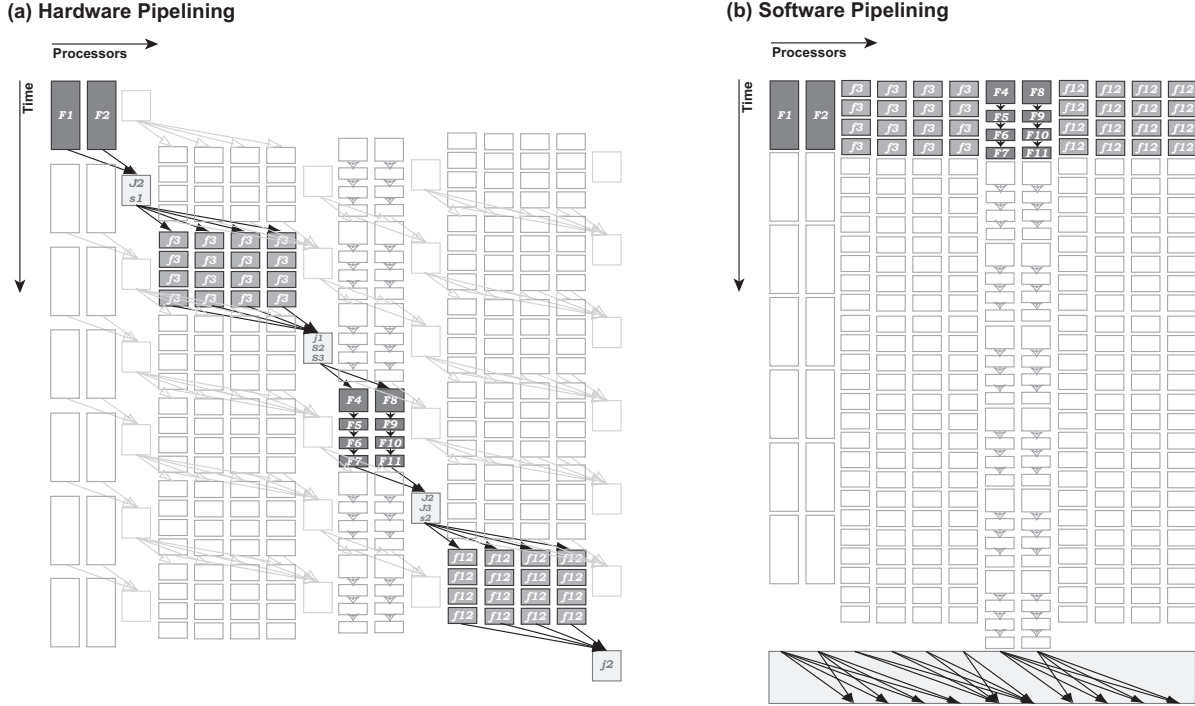 (a) Hardware Pipelining
Processors
Time
F1 F2
J2
s1
f3 f3 f3 f3
f3 f3 f3 f3
f3 f3 f3 f3
f3 f3 f3 f3
j1
S2
S3
F4 F8
F5 F9
F6 F10
F7 F11
J2
J3
s2
f12 f12 f12 f12
f12 f12 f12 f12
f12 f12 f12 f12
f12 f12 f12 f12
j2
(b) Software Pipelining
Processors
Time
F1 F2 f3 f3 f3 f3 F4 F8 f12 f12 f12 f12
f3 f3 f3 f3 F5 F9 f12 f12 f12 f12
f3 f3 f3 f3 F6 F10 f12 f12 f12 f12
f3 f3 f3 f3 F7 F11 f12 f12 f12 f12